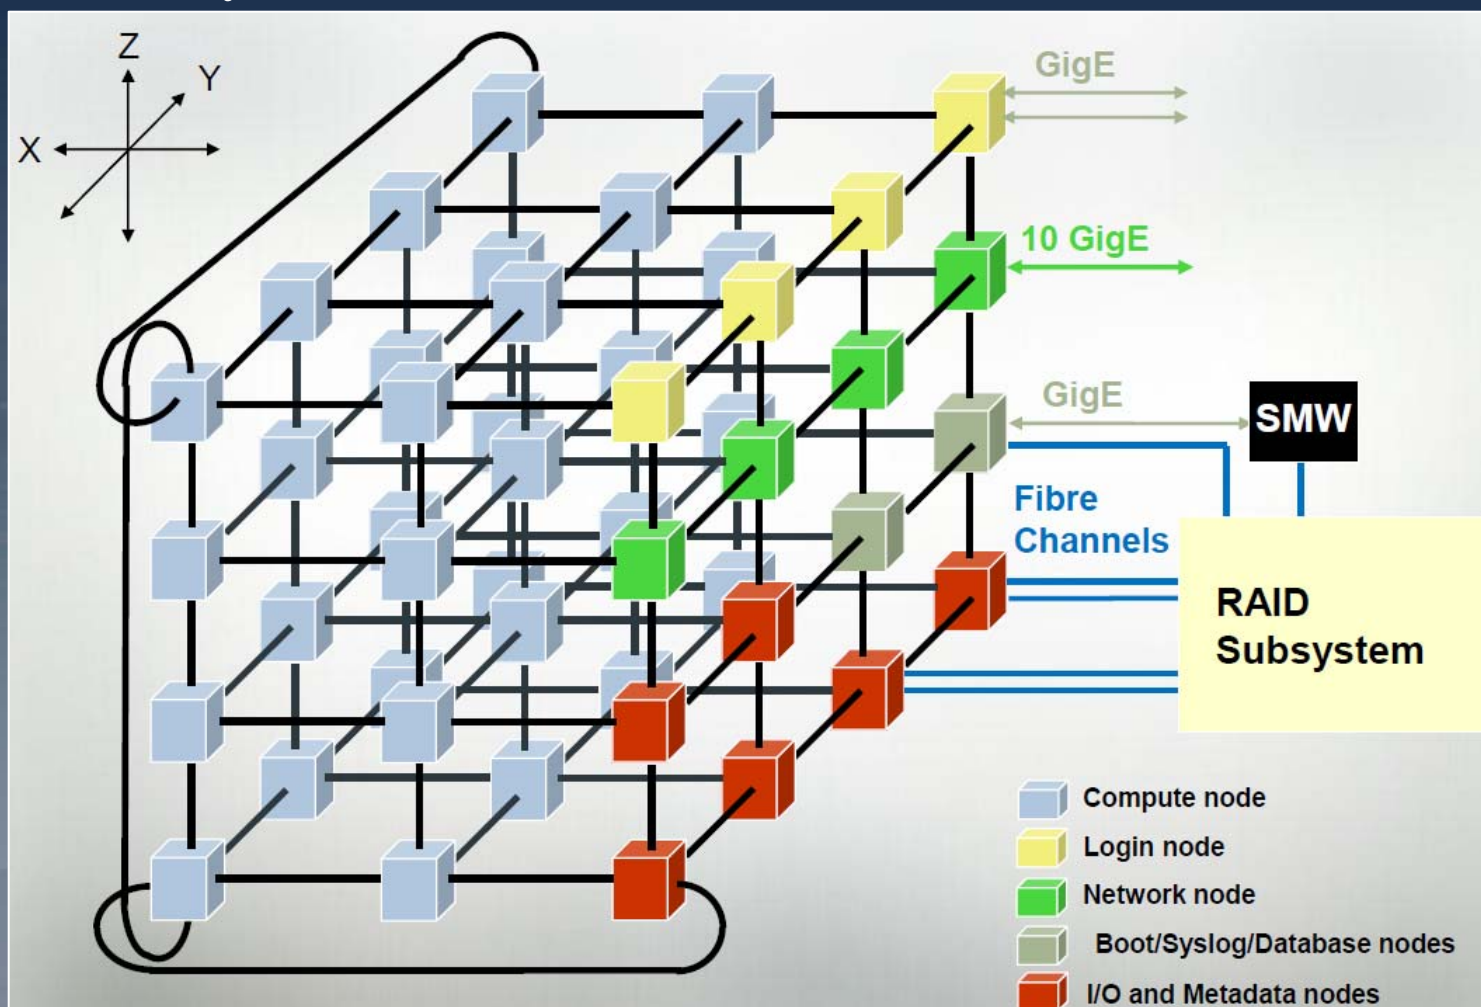 Z
Y
X
GigE
10 GigE
GigE
SMW
Fibre
Channels
RAID
Subsystem
Compute node
Login node
Network node
Boot/Syslog/Database nodes
I/O and Metadata nodes